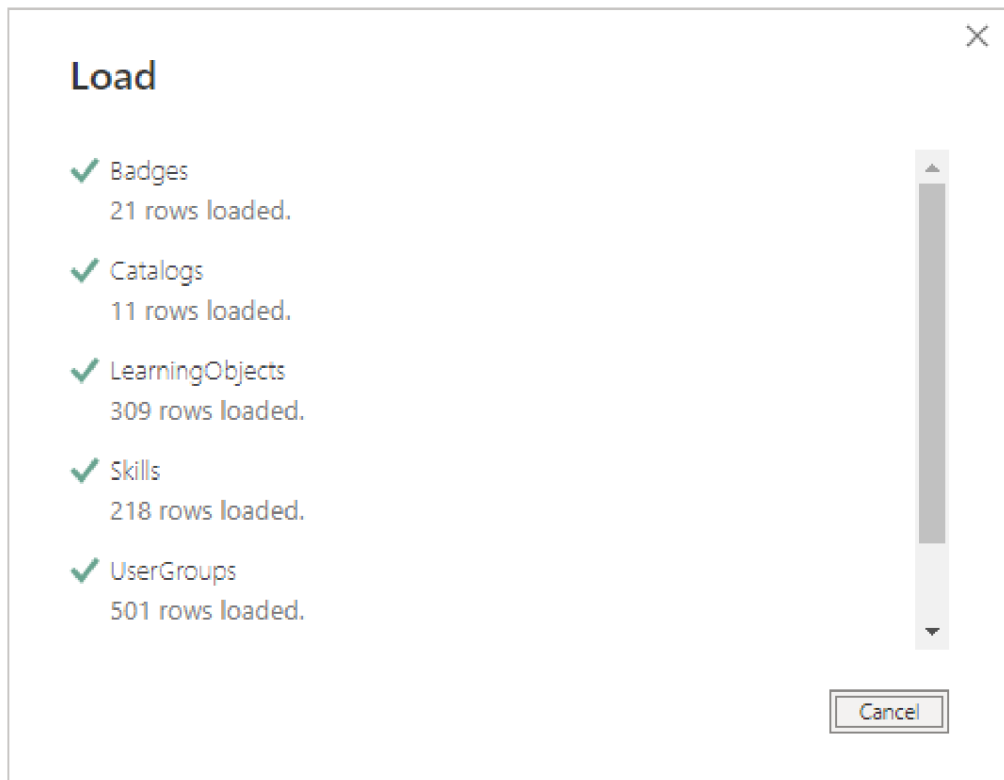 Load
Badges
21 rows loaded.
Catalogs
11 rows loaded.
LearningObjects
309 rows loaded.
Skills
218 rows loaded.
UserGroups
501 rows loaded.
Cancel